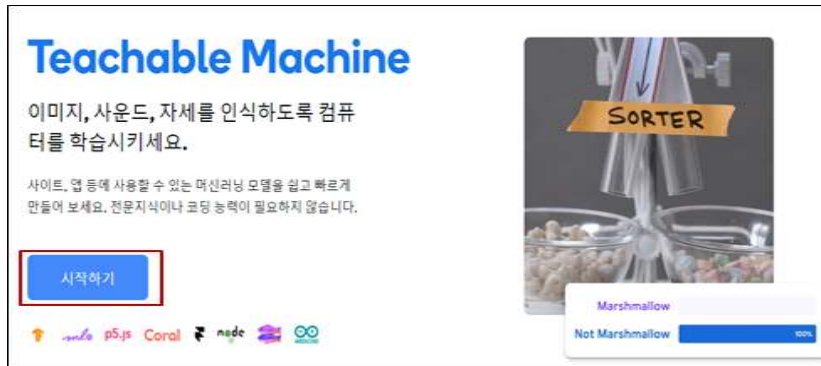 Teachable Machine
이미지, 사운드, 자세를 인식하도록 컴퓨
터를 학습시키세요.
사이트, 앱 등에 사용할 수 있는 머신러닝 모델을 쉽고 빠르게
만들어 보세요. 전문지식이나 코딩 능력이 필요하지 않습니다.
시작하기
p5.js Coral node
SORTER
Marshmallow
Not Marshmallow 100%